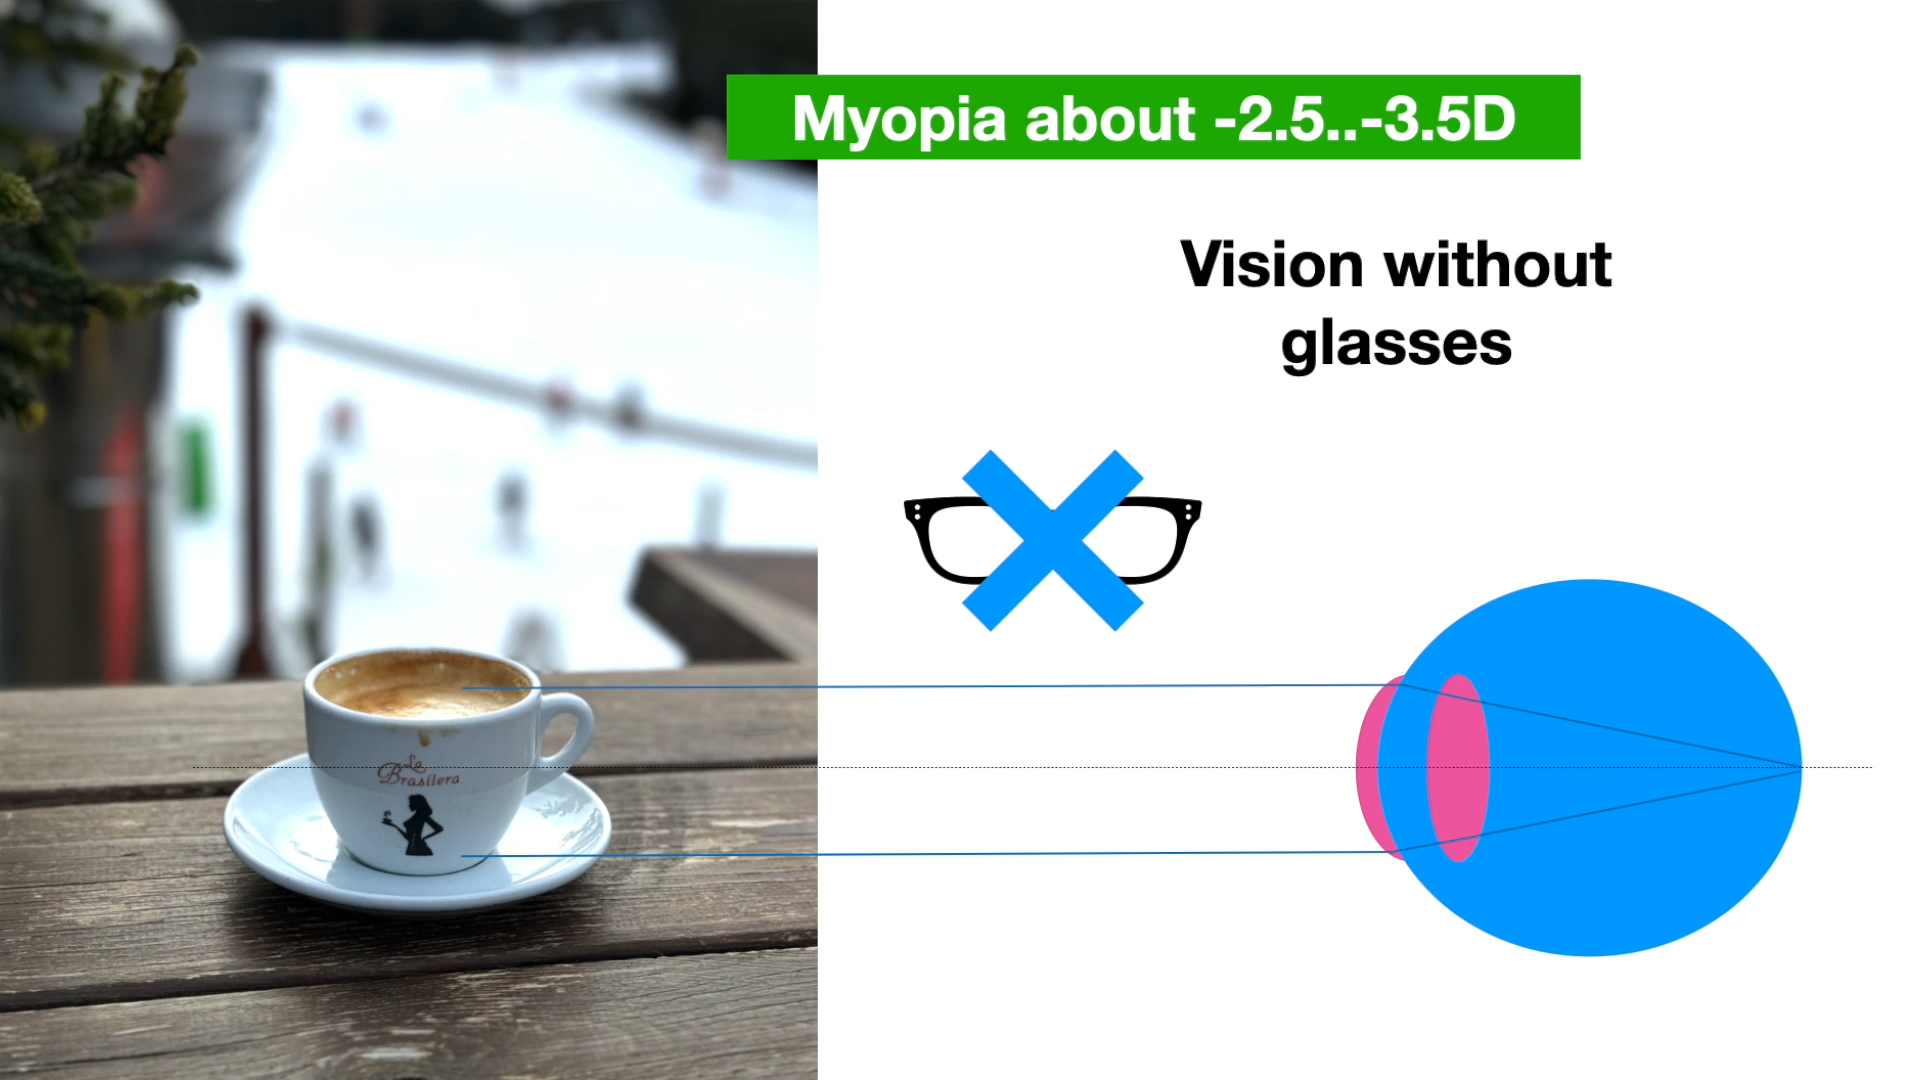 Myopia about -2.5..-3.5D
Vision without
glasses
La
Brasilera